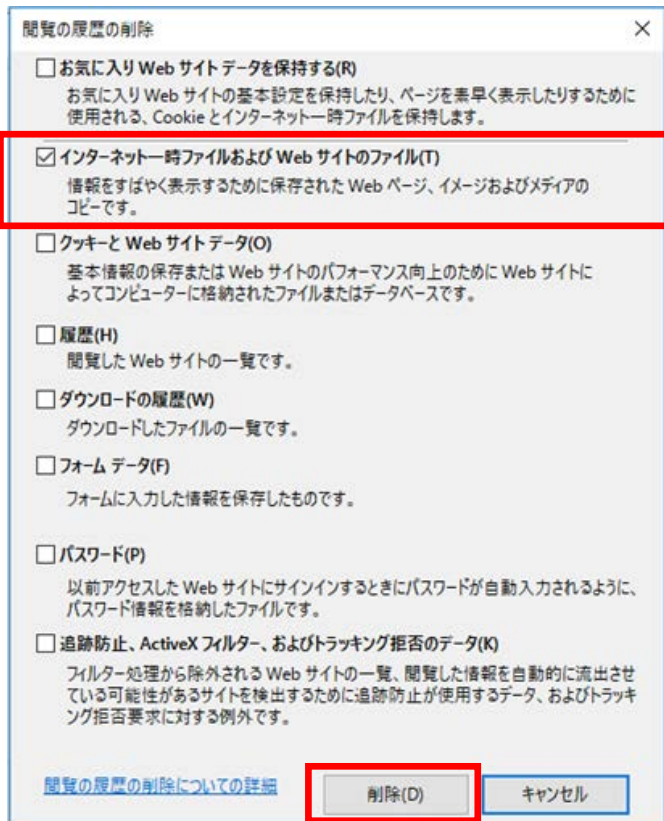 閲覧の履歴の削除
お気に入り Web サイト データを保持する(R)
お気に入り Web サイトの基本設定を保持したり、ページを素早く表示したりするために
使用される、Cookie とインターネット一時ファイルを保持します。
インターネット一時ファイルおよび Web サイトのファイル(T)
情報をすばやく表示するために保存された Web ページ、イメージおよびメディアの
コピーです。
クッキーと Web サイト データ(O)
基本情報の保存または Web サイトのパフォーマンス向上のために Web サイトに
よってコンピューターに格納されたファイルまたはデータベースです。
履歴(H)
閲覧した Web サイトの一覧です。
ダウンロードの履歴(W)
ダウンロードしたファイルの一覧です。
フォーム データ(F)
フォームに入力した情報を保存したものです。
パスワード(P)
以前アクセスした Web サイトにサインインするときにパスワードが自動入力されるように、
パスワード情報を格納したファイルです。
追跡防止、ActiveX フィルター、およびトラッキング拒否のデータ(K)
フィルター処理から除外される Web サイトの一覧、閲覧した情報を自動的に流出させ
ている可能性があるサイトを検出するために追跡防止が使用するデータ、およびトラッキ
ング拒否要求に対する例外です。
閲覧の履歴の削除についての詳細
削除(D)
キャンセル